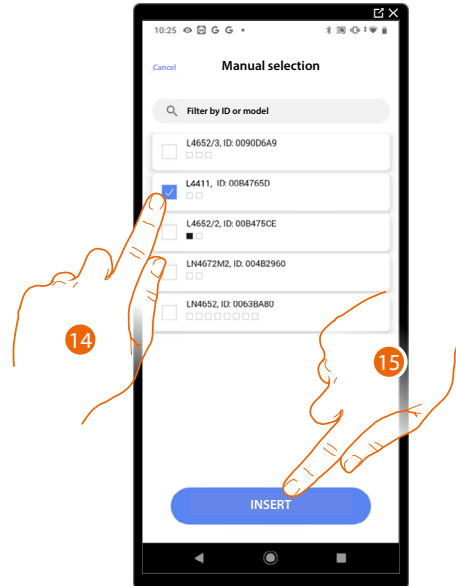 10:25 G G
Cancel Manual selection
Filter by ID or model
L4652/3, ID: 0090D6A9
L4411, ID: 00B4765D
L4652/2, ID: 00B475CE
LN4672M2, ID: 004B2960
LN4652, ID: 0063BA80
14
15
INSERT